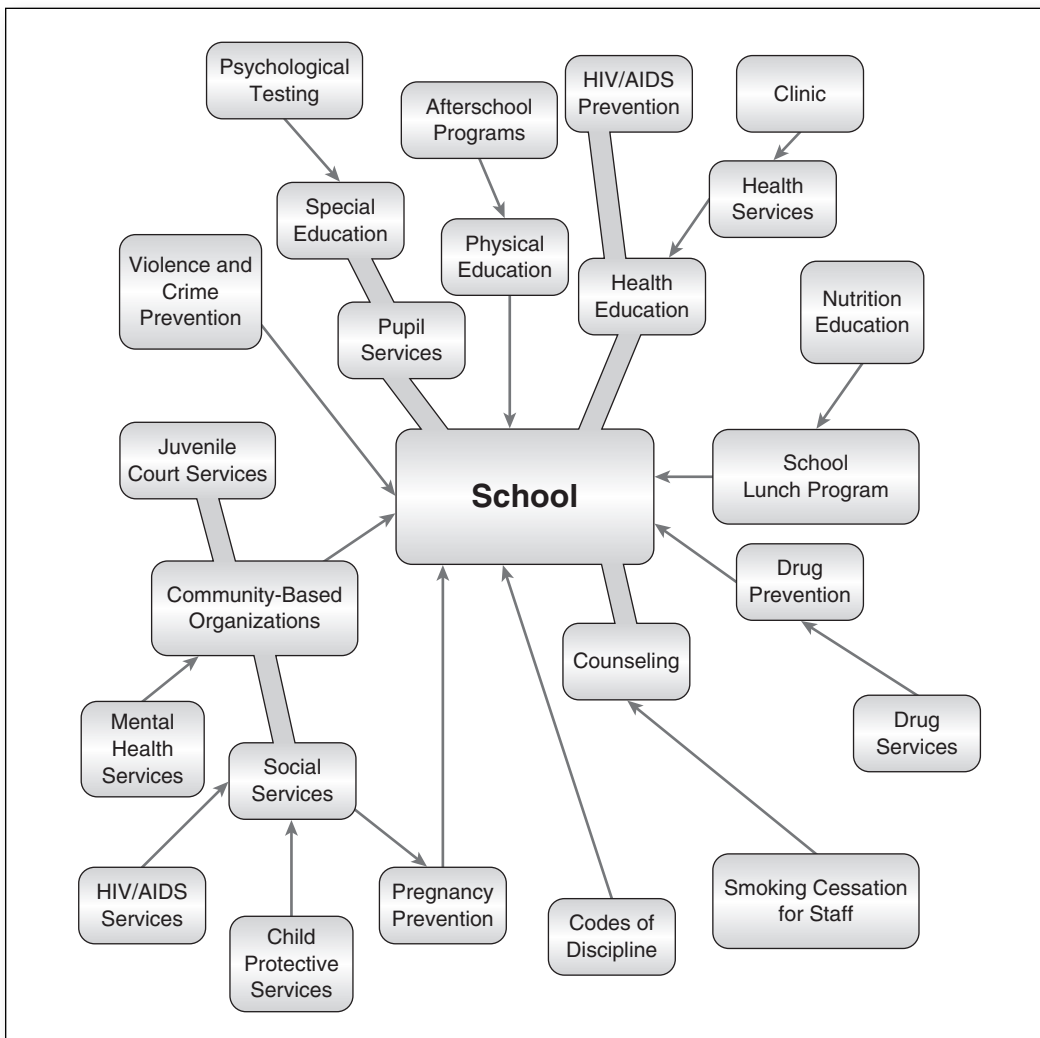 Psychological
Testing
Afterschool
Programs
HIV/AIDS
Prevention
Clinic
Special
Education
Physical
Education
Health
Services
Violence and
Crime
Prevention
Pupil
Services
Health
Education
Nutrition
Education
Juvenile
Court Services
School
School
Lunch Program
Community-Based
Organizations
Drug
Prevention
Counseling
Mental
Health
Services
Social
Services
Drug
Services
HIV/AIDS
Services
Child
Protective
Services
Pregnancy
Prevention
Codes of
Discipline
Smoking Cessation
for Staff